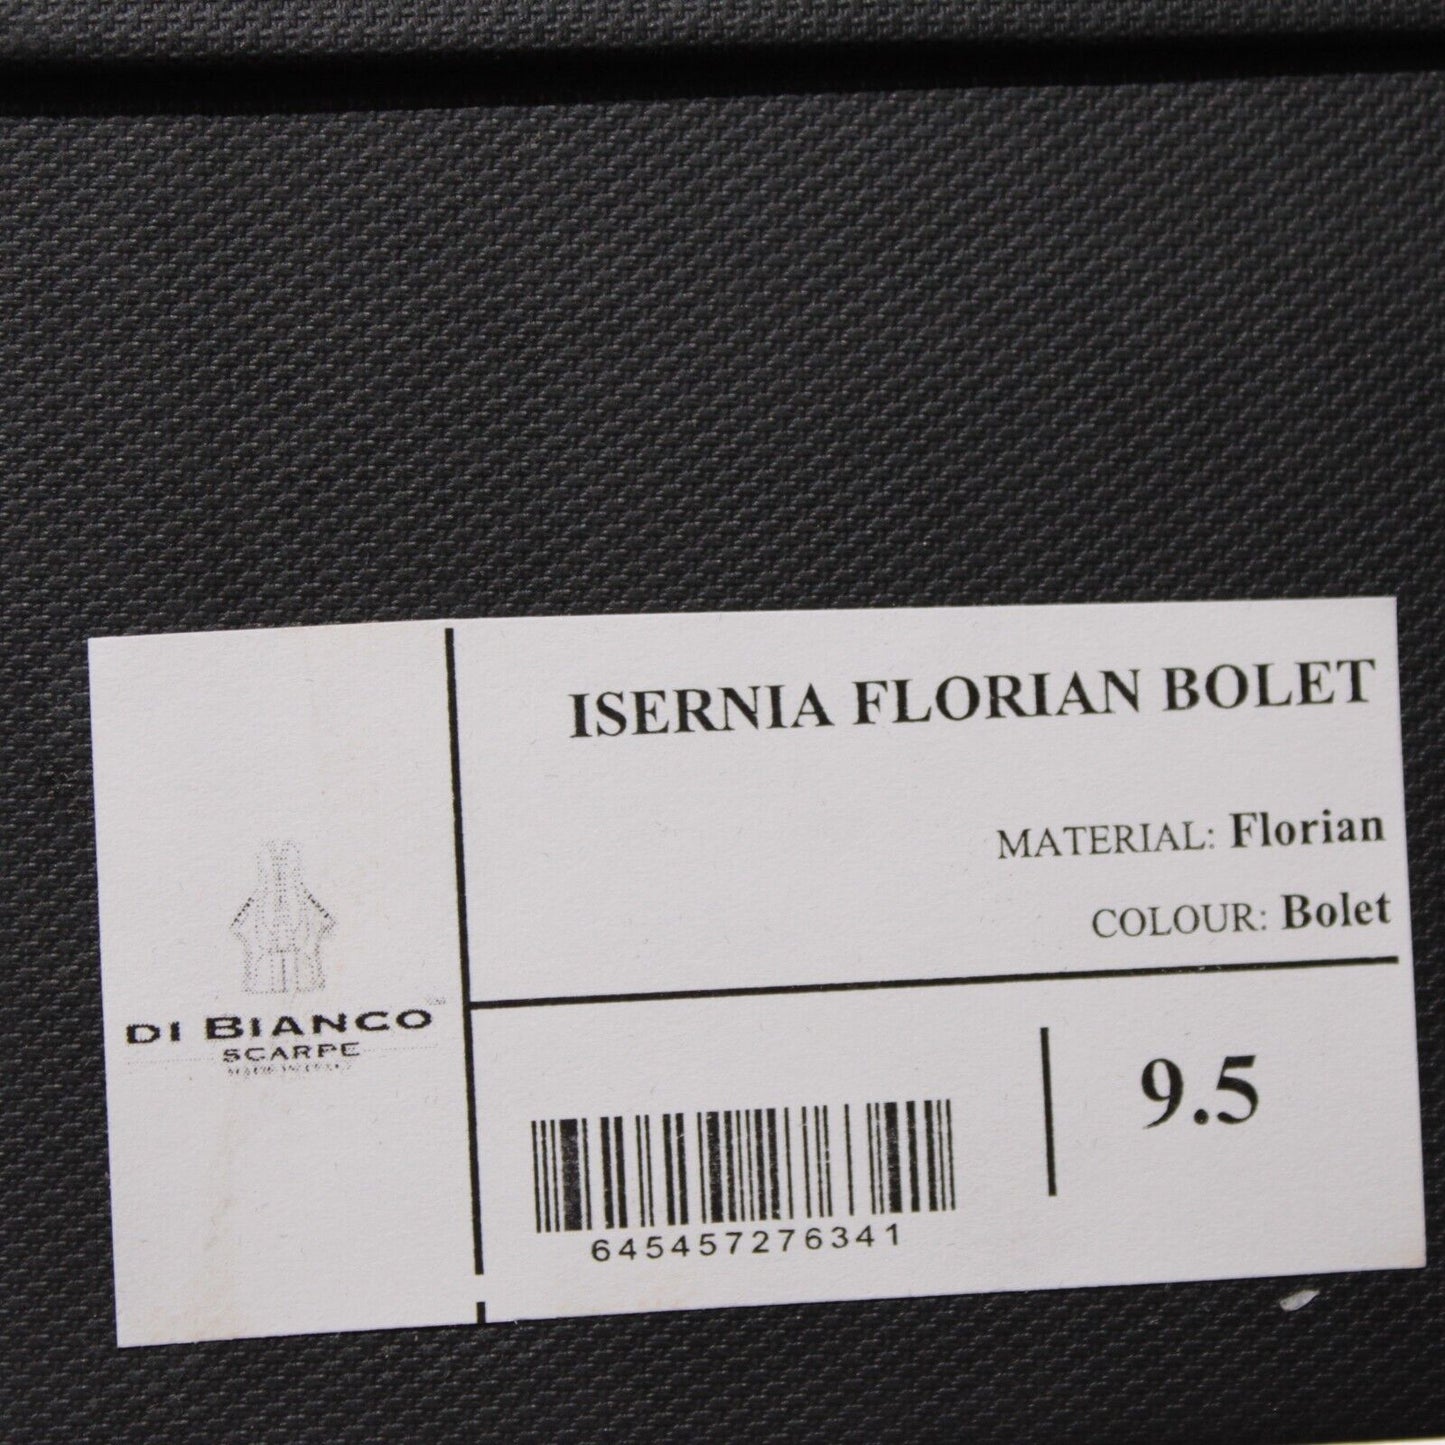 ISERNIA FLORIAN BOLET
MATERIAL: Florian
COLOUR: Bolet
DI BIANCO
SCARPE
9.5
645457276341